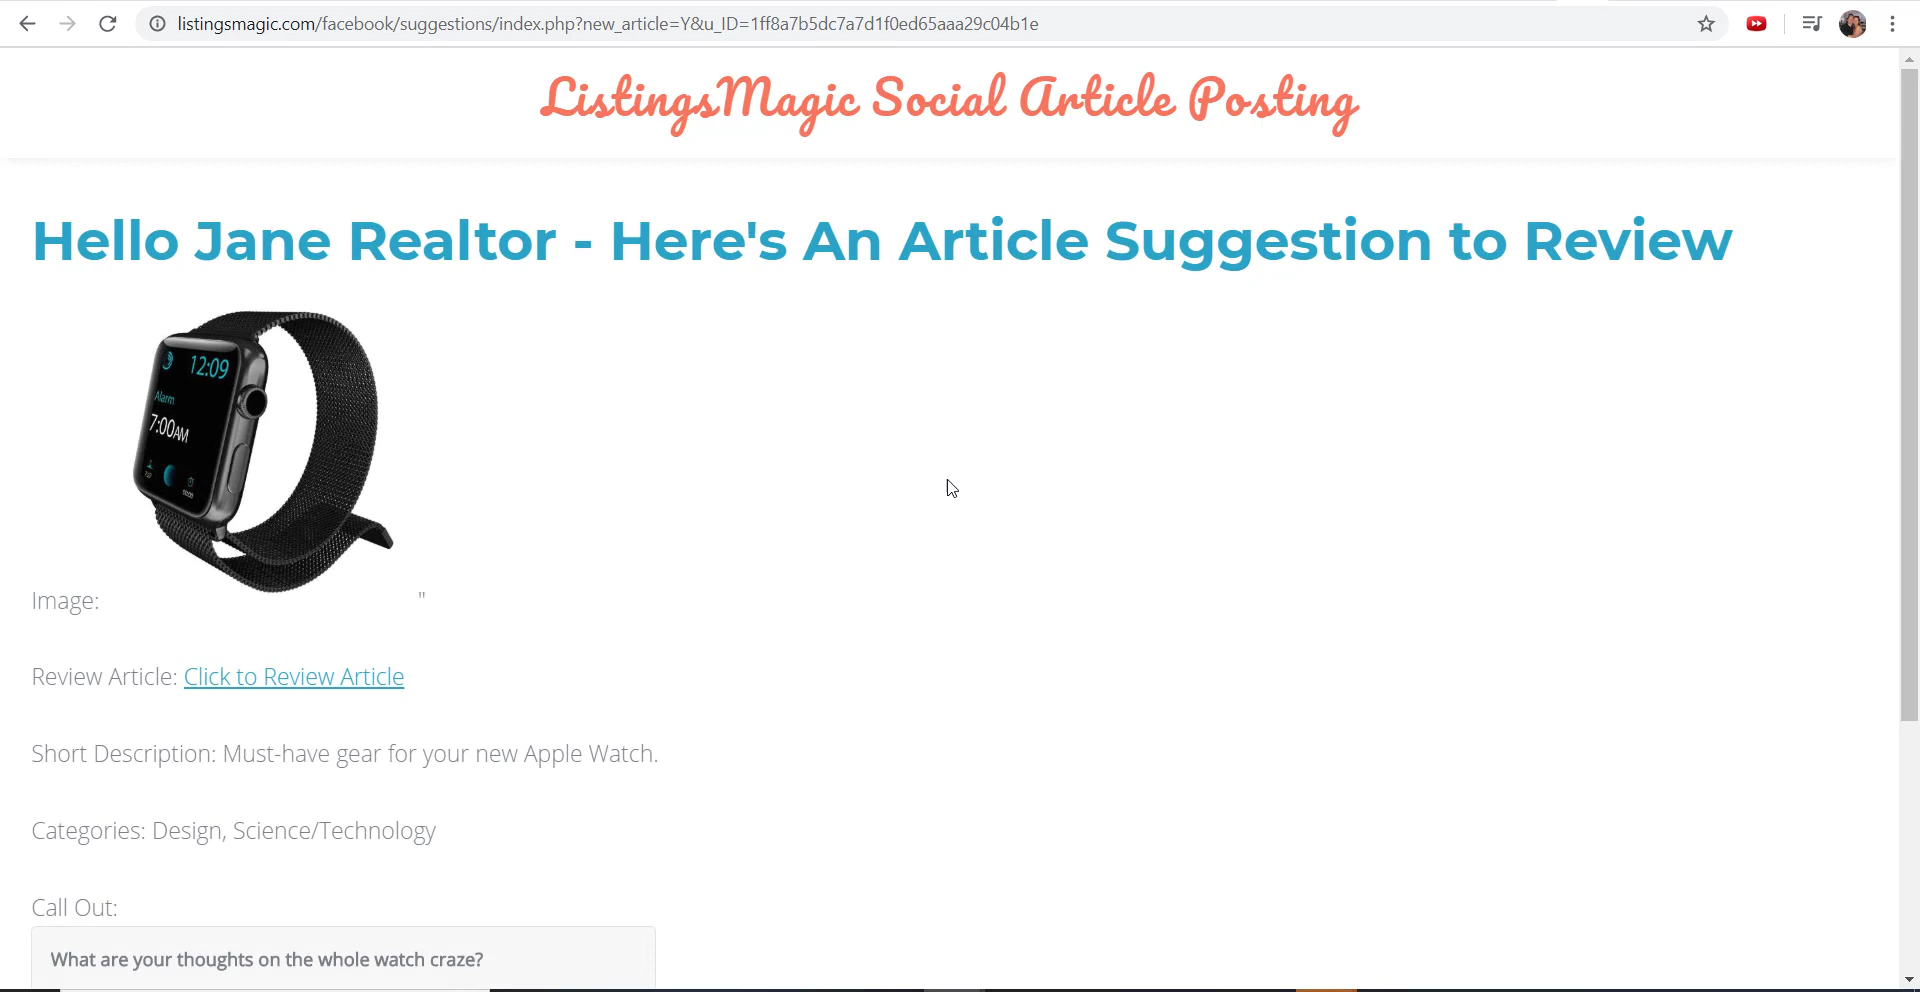 listingsmagic.com/facebook/suggestions/index.php?new_article=Y&u_ID=1ff8a7b5dc7a7d1f0ed65aaa29c04b1e
ListingsMagic Social Article Posting
Hello Jane Realtor - Here's An Article Suggestion to Review
12:09
Alarm
7:00AM
Image: "
Review Article: Click to Review Article
Short Description: Must-have gear for your new Apple Watch.
Categories: Design, Science/Technology
Call Out:
What are your thoughts on the whole watch craze?